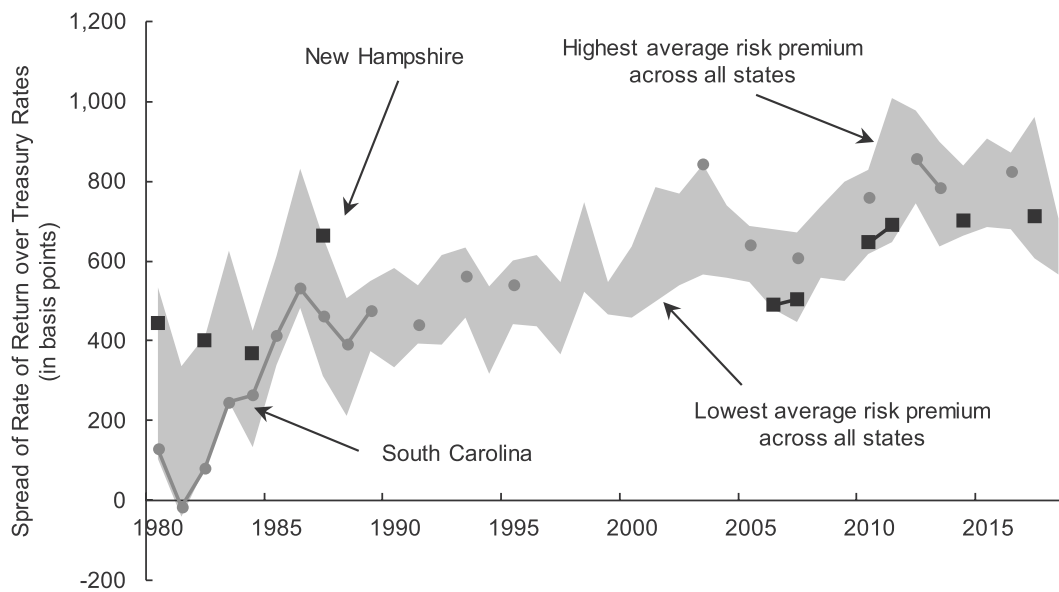 1,200
1,000
800
600
400
200
0
-200
Spread of Rate of Return over Treasury Rates
(in basis points)
New Hampshire
Highest average risk premium
across all states
Lowest average risk premium
across all states
South Carolina
1980
1985
1990
1995
2000
2005
2010
2015